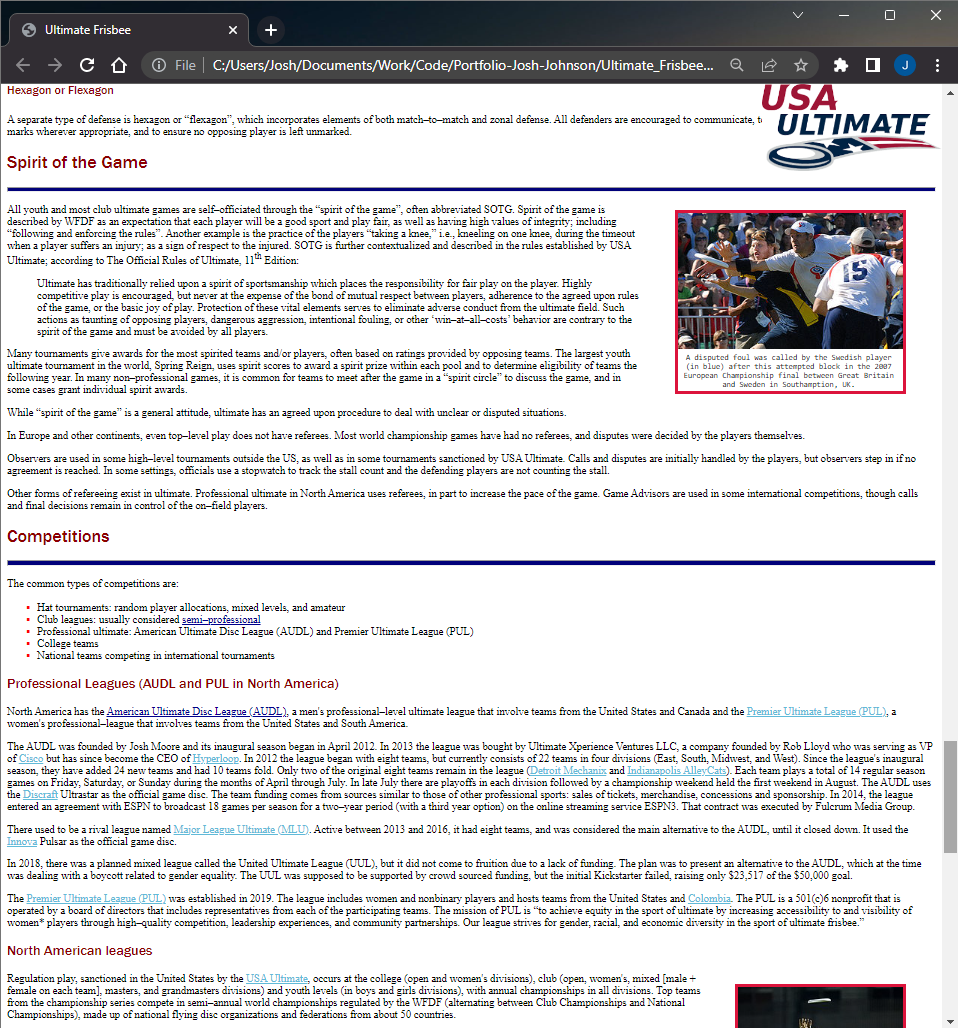 Ultimate Frisbee
File | C:/Users/Josh/Documents/Work/Code/Portfolio-Josh-Johnson/Ultimate_Frisbee...
J
Hexagon or Flexagon
USA
ULTIMATE
A separate type of defense is hexagon or “flexagon”, which incorporates elements of both match–to–match and zonal defense. All defenders are encouraged to communicate, t
marks wherever appropriate, and to ensure no opposing player is left unmarked.
Spirit of the Game
All youth and most club ultimate games are self–officiated through the “spirit of the game”, often abbreviated SOTG. Spirit of the game is
described by WFDF as an expectation that each player will be a good sport and play fair, as well as having high values of integrity; including
“following and enforcing the rules”. Another example is the practice of the players “taking a knee,” i.e., kneeling on one knee, during the timeout
when a player suffers an injury; as a sign of respect to the injured. SOTG is further contextualized and described in the rules established by USA
Ultimate; according to The Official Rules of Ultimate, 11th Edition:
Ultimate has traditionally relied upon a spirit of sportsmanship which places the responsibility for fair play on the player. Highly
competitive play is encouraged, but never at the expense of the bond of mutual respect between players, adherence to the agreed upon rules
of the game, or the basic joy of play. Protection of these vital elements serves to eliminate adverse conduct from the ultimate field. Such
actions as taunting of opposing players, dangerous aggression, intentional fouling, or other ‘win–at–all–costs’ behavior are contrary to the
spirit of the game and must be avoided by all players.
15
A disputed foul was called by the Swedish player
(in blue) after this attempted block in the 2007
European Championship final between Great Britain
and Sweden in Southamption, UK.
Many tournaments give awards for the most spirited teams and/or players, often based on ratings provided by opposing teams. The largest youth
ultimate tournament in the world, Spring Reign, uses spirit scores to award a spirit prize within each pool and to determine eligibility of teams the
following year. In many non–professional games, it is common for teams to meet after the game in a “spirit circle” to discuss the game, and in
some cases grant individual spirit awards.
While “spirit of the game” is a general attitude, ultimate has an agreed upon procedure to deal with unclear or disputed situations.
In Europe and other continents, even top–level play does not have referees. Most world championship games have had no referees, and disputes were decided by the players themselves.
Observers are used in some high–level tournaments outside the US, as well as in some tournaments sanctioned by USA Ultimate. Calls and disputes are initially handled by the players, but observers step in if no
agreement is reached. In some settings, officials use a stopwatch to track the stall count and the defending players are not counting the stall.
Other forms of refereeing exist in ultimate. Professional ultimate in North America uses referees, in part to increase the pace of the game. Game Advisors are used in some international competitions, though calls
and final decisions remain in control of the on–field players.
Competitions
The common types of competitions are:
Hat tournaments: random player allocations, mixed levels, and amateur
Club leagues: usually considered semi–professional
Professional ultimate: American Ultimate Disc League (AUDL) and Premier Ultimate League (PUL)
College teams
National teams competing in international tournaments
Professional Leagues (AUDL and PUL in North America)
North America has the American Ultimate Disc League (AUDL), a men's professional–level ultimate league that involve teams from the United States and Canada and the Premier Ultimate League (PUL), a
women's professional–league that involves teams from the United States and South America.
The AUDL was founded by Josh Moore and its inaugural season began in April 2012. In 2013 the league was bought by Ultimate Xperience Ventures LLC, a company founded by Rob Lloyd who was serving as VP
of Cisco but has since become the CEO of Hyperloop. In 2012 the league began with eight teams, but currently consists of 22 teams in four divisions (East, South, Midwest, and West). Since the league's inaugural
season, they have added 24 new teams and had 10 teams fold. Only two of the original eight teams remain in the league (Detroit Mechanix and Indianapolis AlleyCats). Each team plays a total of 14 regular season
games on Friday, Saturday, or Sunday during the months of April through July. In late July there are playoffs in each division followed by a championship weekend held the first weekend in August. The AUDL uses
the Discraft Ultrastar as the official game disc. The team funding comes from sources similar to those of other professional sports: sales of tickets, merchandise, concessions and sponsorship. In 2014, the league
entered an agreement with ESPN to broadcast 18 games per season for a two–year period (with a third year option) on the online streaming service ESPN3. That contract was executed by Fulcrum Media Group.
There used to be a rival league named Major League Ultimate (MLU). Active between 2013 and 2016, it had eight teams, and was considered the main alternative to the AUDL, until it closed down. It used the
Innova Pulsar as the official game disc.
In 2018, there was a planned mixed league called the United Ultimate League (UUL), but it did not come to fruition due to a lack of funding. The plan was to present an alternative to the AUDL, which at the time
was dealing with a boycott related to gender equality. The UUL was supposed to be supported by crowd sourced funding, but the initial Kickstarter failed, raising only $23,517 of the $50,000 goal.
The Premier Ultimate League (PUL) was established in 2019. The league includes women and nonbinary players and hosts teams from the United States and Colombia. The PUL is a 501(c)6 nonprofit that is
operated by a board of directors that includes representatives from each of the participating teams. The mission of PUL is “to achieve equity in the sport of ultimate by increasing accessibility to and visibility of
women* players through high–quality competition, leadership experiences, and community partnerships. Our league strives for gender, racial, and economic diversity in the sport of ultimate frisbee.”
North American leagues
Regulation play, sanctioned in the United States by the USA Ultimate, occurs at the college (open and women's divisions), club (open, women's, mixed [male +
female on each team], masters, and grandmasters divisions) and youth levels (in boys and girls divisions), with annual championships in all divisions. Top teams
from the championship series compete in semi–annual world championships regulated by the WFDF (alternating between Club Championships and National
Championships), made up of national flying disc organizations and federations from about 50 countries.